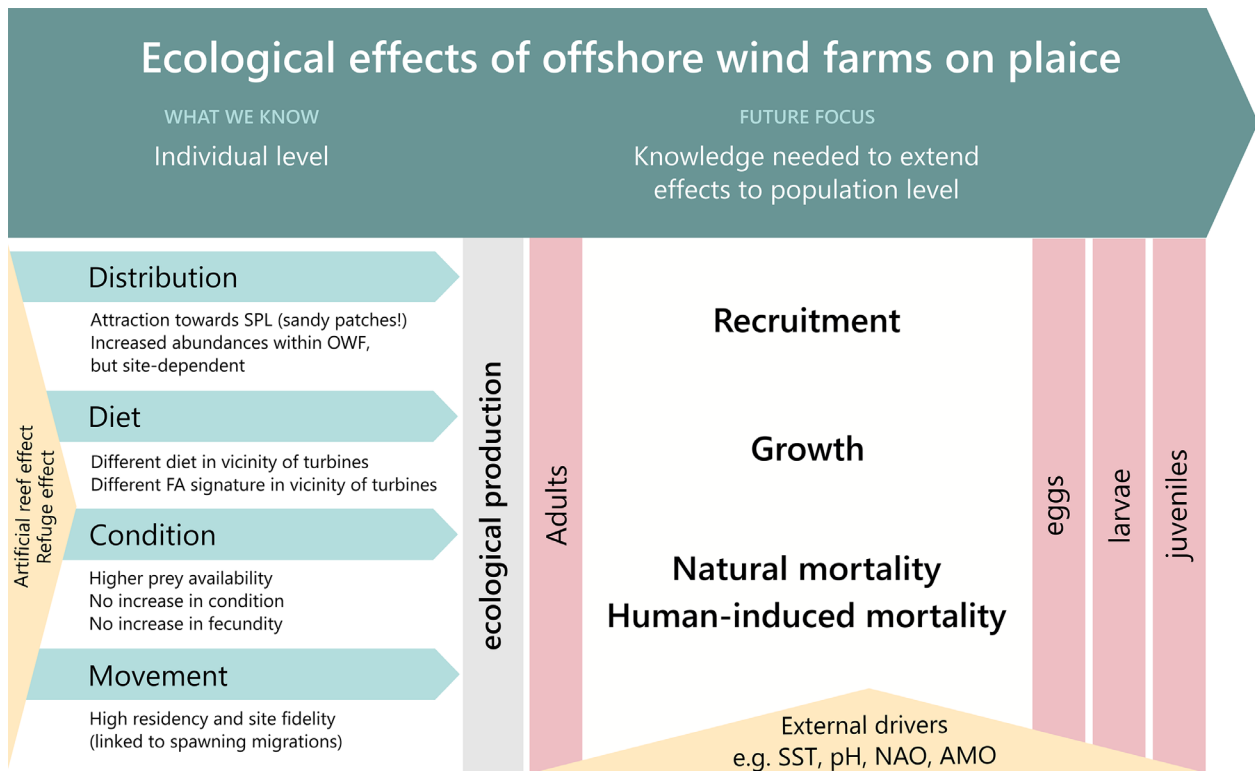 Ecological effects of offshore wind farms on plaice
WHAT WE KNOW
Individual level
FUTURE FOCUS
Knowledge needed to extend
effects to population level
Artificial reef effect
Refuge effect
Distribution
Attraction towards SPL (sandy patches!)
Increased abundances within OWF,
but site-dependent
Diet
Different diet in vicinity of turbines
Different FA signature in vicinity of turbines
Condition
Higher prey availability
No increase in condition
No increase in fecundity
Movement
High residency and site fidelity
(linked to spawning migrations)
ecological production
Adults
Recruitment
Growth
Natural mortality
Human-induced mortality
External drivers
e.g. SST, pH, NAO, AMO
eggs
larvae
juveniles